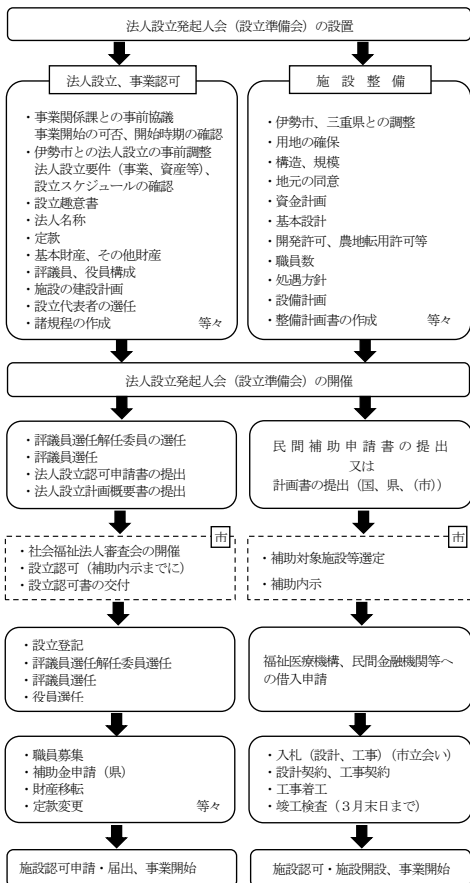 法人設立発起人会（設立準備会）の設置
法人設立、事業認可
・事業関係課との事前協議
事業開始の可否、開始時期の確認
・伊勢市との法人設立の事前調整
法人設立要件（事業、資産等）、
設立スケジュールの確認
・設立趣意書
・法人名称
・定款
・基本財産、その他財産
・評議員、役員構成
・施設の建設計画
・設立代表者の選任
・諸規程の作成　等々
施設整備
・伊勢市、三重県との調整
・用地の確保
・構造、規模
・地元の同意
・資金計画
・基本設計
・開発許可、農地転用許可等
・職員数
・処遇方針
・設備計画
・整備計画書の作成　等々
法人設立発起人会（設立準備会）の開催
・評議員選任解任委員の選任
・評議員選任
・法人設立認可申請書の提出
・法人設立計画概要書の提出
民間補助申請書の提出
又は
計画書の提出（国、県、（市））
市
・社会福祉法人審査会の開催
・設立認可（補助内示までに）
・設立認可書の交付
市
・補助対象施設等選定
・補助内示
・設立登記
・評議員選任解任委員選任
・評議員選任
・役員選任
福祉医療機構、民間金融機関等へ
の借入申請
・職員募集
・補助金申請（県）
・財産移転
・定款変更　等々
・入札（設計、工事）（市立会い）
・設計契約、工事契約
・工事着工
・竣工検査（３月末日まで）
施設認可申請・届出、事業開始
施設認可・施設開設、事業開始